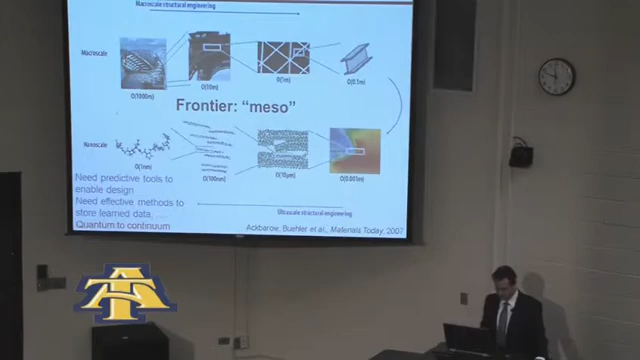 Macroscale structural engineering
Macroscale
O(1000m)
O(10m)
O(1m)
O(0.1m)
Frontier: "meso"
Nanoscale
O(1nm)
O(100nm)
O(10μm)
O(0.001m)
Need predictive tools to
enable design
Need effective methods to
store learned data, ...
Quantum to continuum
Ultrascale structural engineering
Ackbarow, Buehler et al., Materials Today, 2007
AT